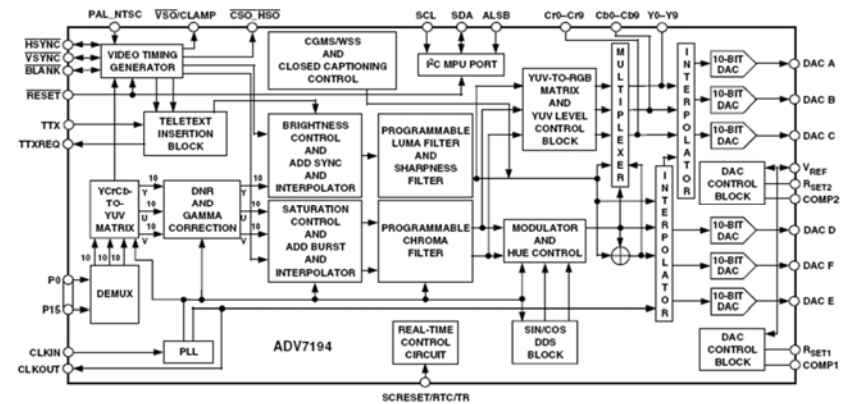 PAL_NTSC
VSO/CLAMP
CSO_HSO
SCL
SDA
ALSB
Cr0–Cr9
Cb0–Cb9
Y0–Y9
HSYNC
VSYNC
BLANK
RESET
TTX
TTXREQ
P0
P15
CLKIN
CLKOUT
VIDEO TIMING
GENERATOR
CGMS/WSS
AND
CLOSED CAPTIONING
CONTROL
I²C MPU PORT
TELETEXT
INSERTION
BLOCK
BRIGHTNESS
CONTROL
AND
ADD SYNC
AND
INTERPOLATOR
PROGRAMMABLE
LUMA FILTER
AND
SHARPNESS
FILTER
YUV-TO-RGB
MATRIX
AND
YUV LEVEL
CONTROL
BLOCK
MULTIPLEXER
INTERPOLATOR
10-BIT
DAC
10-BIT
DAC
10-BIT
DAC
DAC A
DAC B
DAC C
YCrCb-
TO-
YUV
MATRIX
10
Y
10
U
10
V
DNR
AND
GAMMA
CORRECTION
10
Y
10
U
10
V
SATURATION
CONTROL
AND
ADD BURST
AND
INTERPOLATOR
PROGRAMMABLE
CHROMA
FILTER
MODULATOR
AND
HUE CONTROL
INTERPOLATOR
DAC
CONTROL
BLOCK
VREF
RSET2
COMP2
10-BIT
DAC
10-BIT
DAC
10-BIT
DAC
DAC D
DAC F
DAC E
10
10
10
DEMUX
PLL
ADV7194
REAL-TIME
CONTROL
CIRCUIT
SIN/COS
DDS
BLOCK
DAC
CONTROL
BLOCK
RSET1
COMP1
SCRESET/RTC/TR